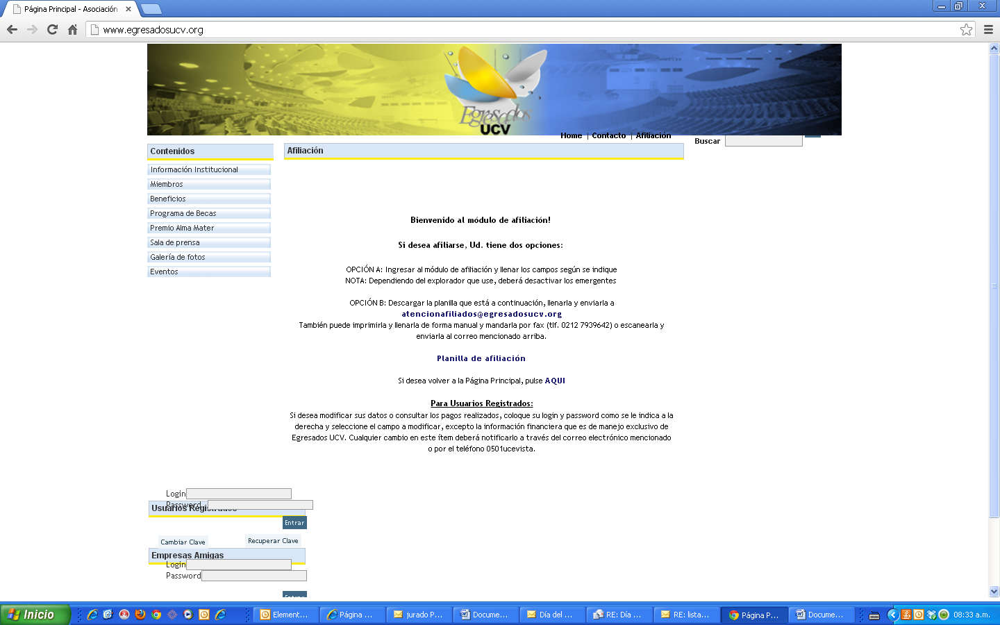 Página Principal - Asociación
www.egresadosucv.org
Egresados
UCV
Home | Contacto | Afiliación
Buscar
Contenidos
Información Institucional
Miembros
Beneficios
Programa de Becas
Premio Alma Mater
Sala de prensa
Galería de fotos
Eventos
Afiliación
Bienvenido al módulo de afiliación!
Si desea afiliarse, Ud. tiene dos opciones:
OPCIÓN A: Ingresar al módulo de afiliación y llenar los campos según se indique
NOTA: Dependiendo del explorador que use, deberá desactivar los emergentes
OPCIÓN B: Descargar la planilla que está a continuación, llenarla y enviarla a
atencionafiliados@egresadosucv.org
También puede imprimirla y llenarla de forma manual y mandarla por fax (tlf. 0212 7939642) o escanearla y
enviarla al correo mencionado arriba.
Planilla de afiliación
Si desea volver a la Página Principal, pulse AQUI
Para Usuarios Registrados:
Si desea modificar sus datos o consultar los pagos realizados, coloque su login y password como se le indica a la
derecha y seleccione el campo a modificar, excepto la información financiera que es de manejo exclusivo de
Egresados UCV. Cualquier cambio en este ítem deberá notificarlo a través del correo electrónico mencionado
o por el teléfono 0501ucevista.
Login
Password
Usuarios Registrados
Entrar
Cambiar Clave
Recuperar Clave
Empresas Amigas
Login
Password
Entrar
Inicio
Element...
Página ...
jurado P...
Docume...
Día del ...
RE: Día ...
RE: lista...
Página P...
Docume...
08:33 a.m.